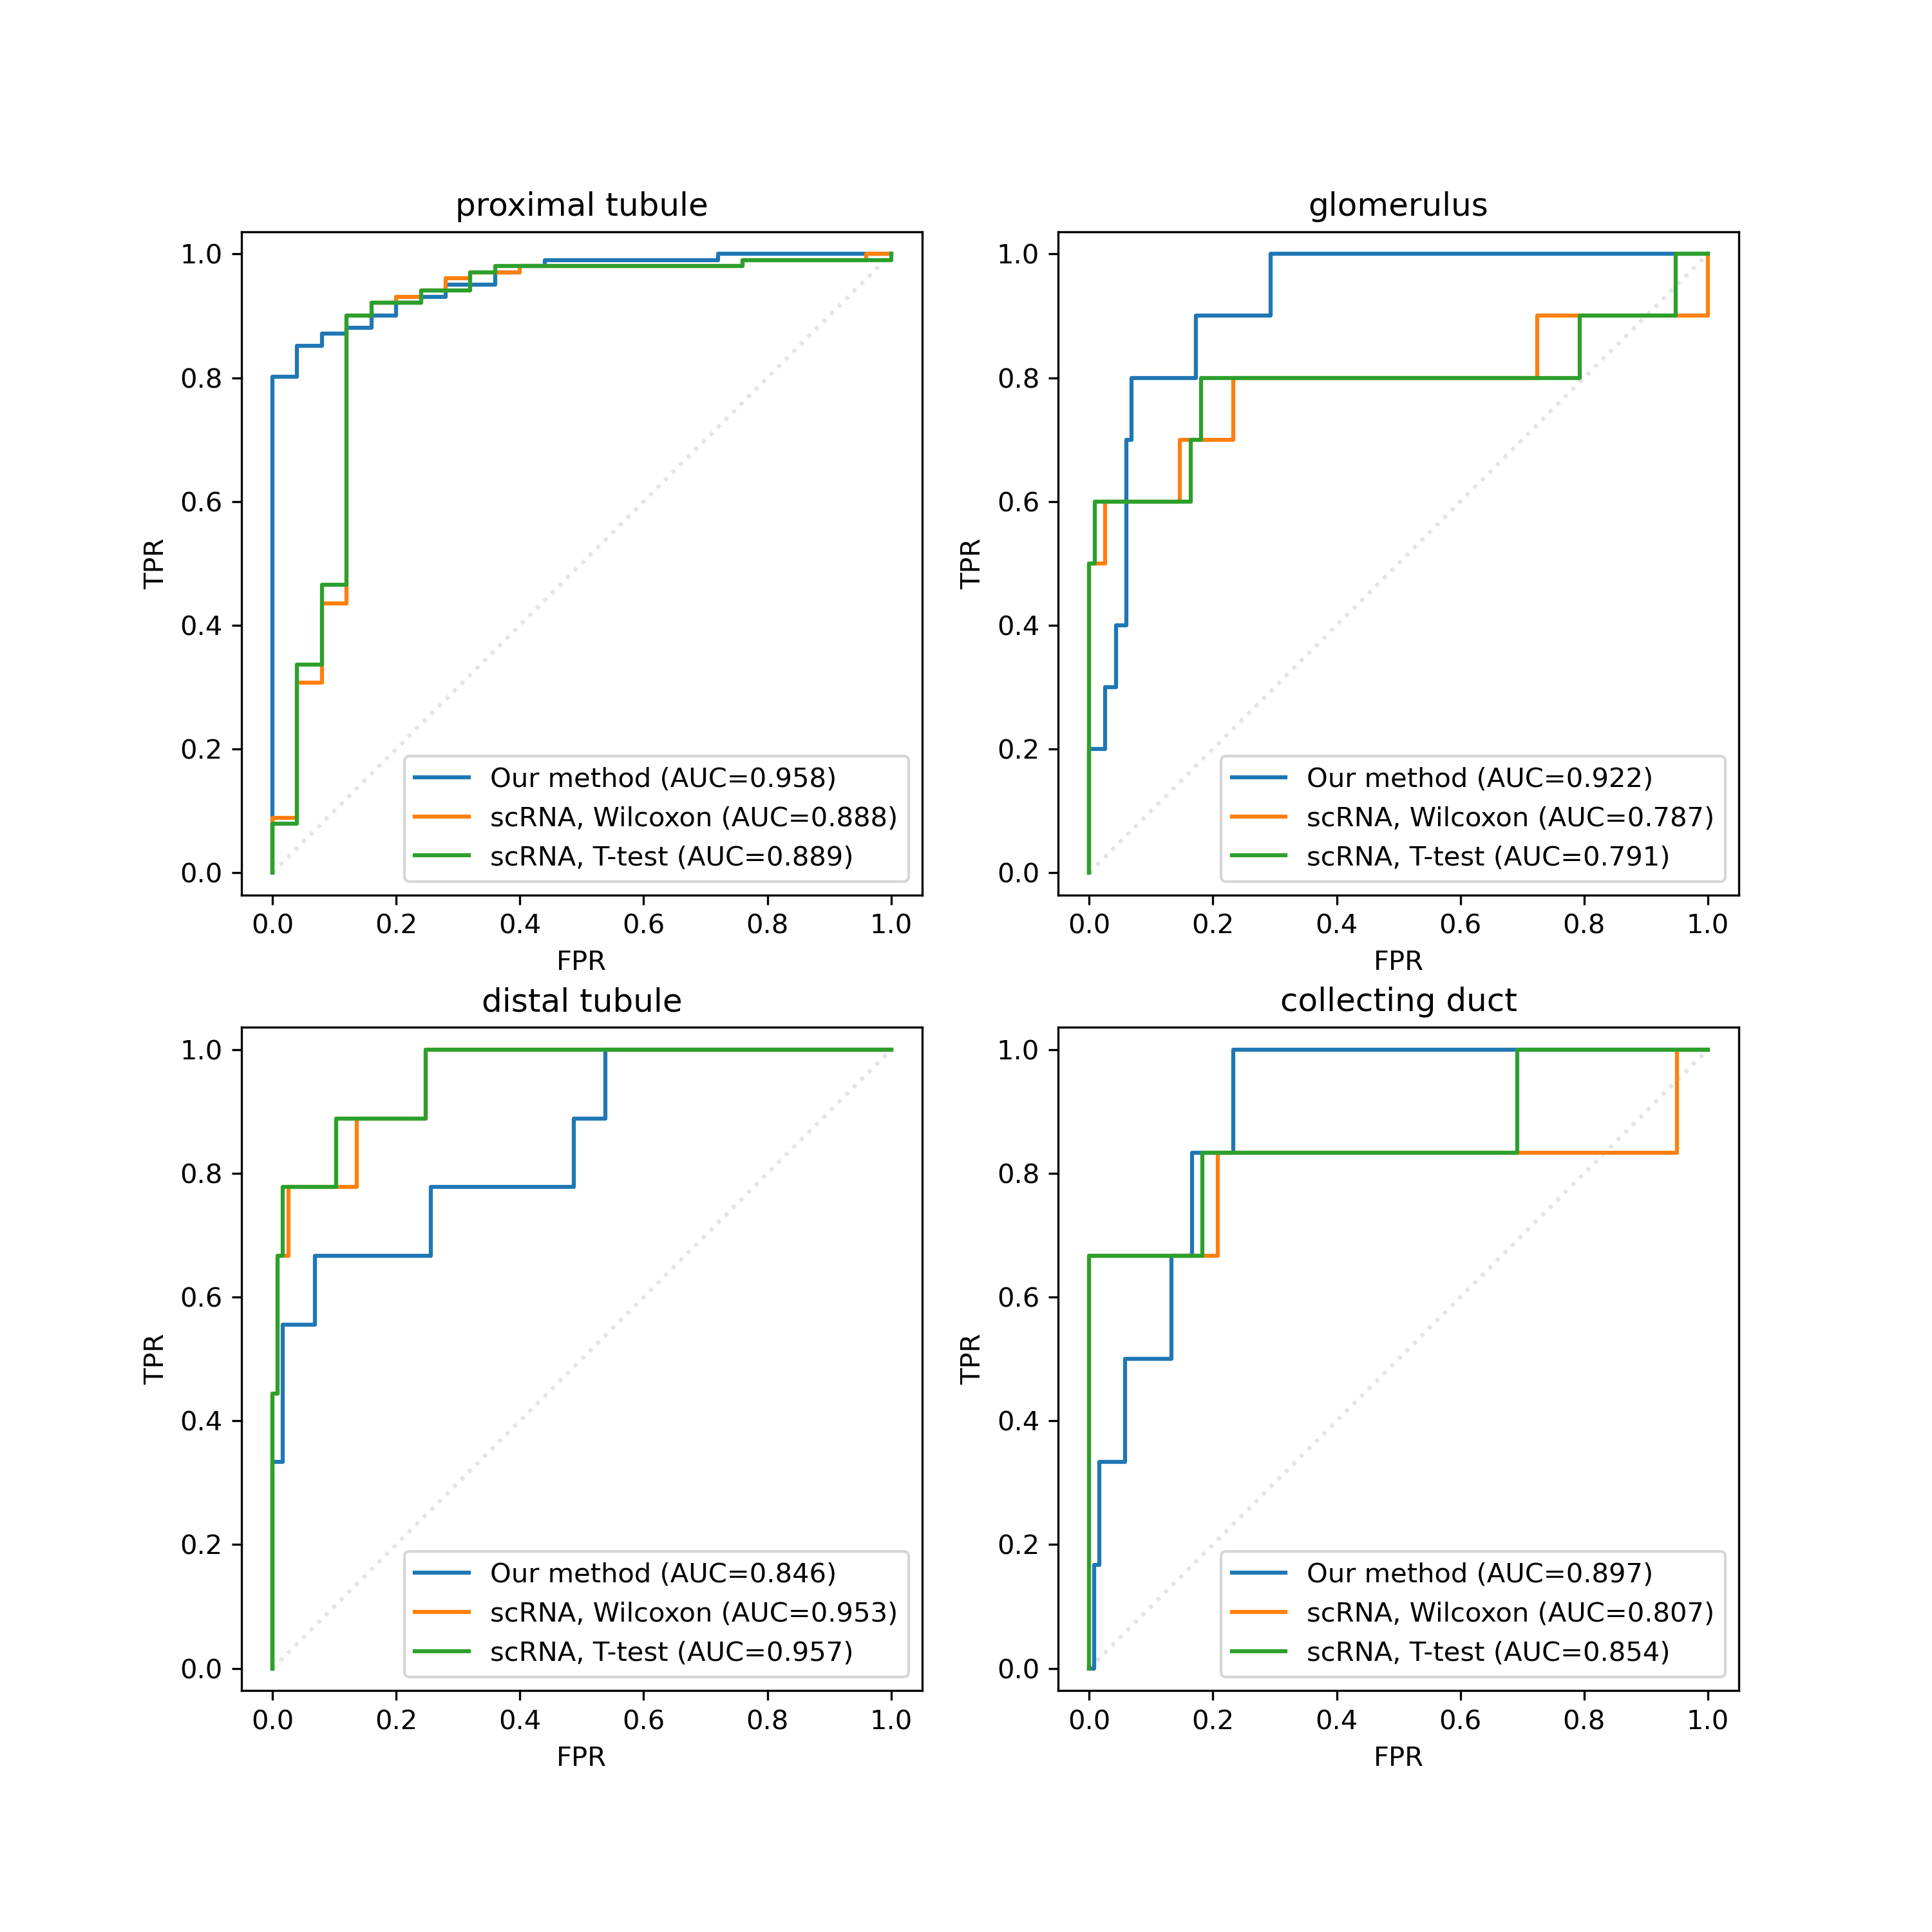 proximal tubule
1.0
0.8
0.6
0.4
0.2
0.0
TPR
Our method (AUC=0.958)
scRNA, Wilcoxon (AUC=0.888)
scRNA, T-test (AUC=0.889)
0.0 0.2 0.4 0.6 0.8 1.0
FPR
glomerulus
1.0
0.8
0.6
0.4
0.2
0.0
TPR
Our method (AUC=0.922)
scRNA, Wilcoxon (AUC=0.787)
scRNA, T-test (AUC=0.791)
0.0 0.2 0.4 0.6 0.8 1.0
FPR
distal tubule
1.0
0.8
0.6
0.4
0.2
0.0
TPR
Our method (AUC=0.846)
scRNA, Wilcoxon (AUC=0.953)
scRNA, T-test (AUC=0.957)
0.0 0.2 0.4 0.6 0.8 1.0
FPR
collecting duct
1.0
0.8
0.6
0.4
0.2
0.0
TPR
Our method (AUC=0.897)
scRNA, Wilcoxon (AUC=0.807)
scRNA, T-test (AUC=0.854)
0.0 0.2 0.4 0.6 0.8 1.0
FPR